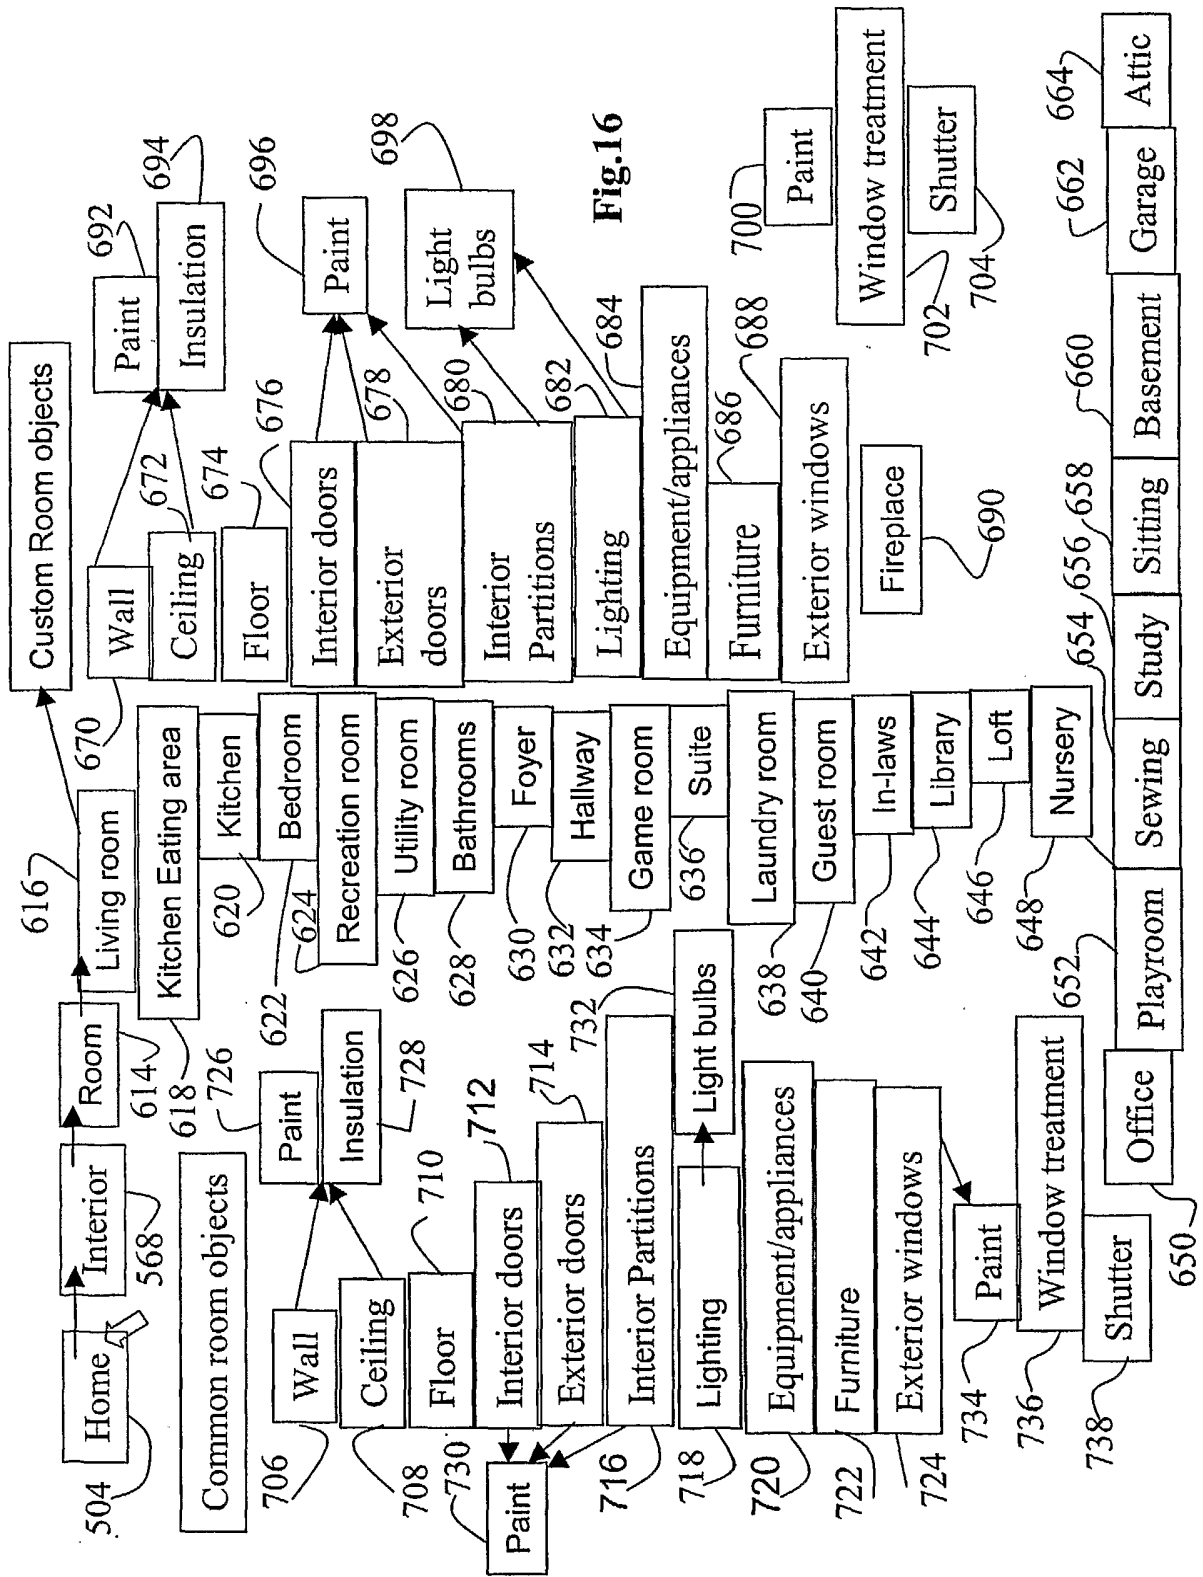 Home
504
Interior
568
Room
614
Living room
616
Custom Room objects
Kitchen Eating area
618
Kitchen
620
Bedroom
622
Recreation room
624
Utility room
626
Bathrooms
628
Foyer
630
Hallway
632
Game room
634
Suite
636
Laundry room
638
Guest room
640
In-laws
642
Library
644
Loft
646
Nursery
648
Office
650
Playroom
652
Sewing
654
Study
656
Sitting
658
Basement
660
Garage
662
Attic
664
Common room objects
Wall
706
Ceiling
708
Paint
726
Insulation
728
Floor
710
Interior doors
712
Exterior doors
714
Paint
730
Interior Partitions
716
Lighting
718
Light bulbs
732
Equipment/appliances
720
Furniture
722
Exterior windows
724
Paint
734
Window treatment
736
Shutter
738
Wall
670
Ceiling
672
Paint
692
Insulation
694
Floor
674
Interior doors
676
Exterior
doors
678
Paint
696
Interior
Partitions
680
Lighting
682
Light
bulbs
698
Equipment/appliances
684
Furniture
686
Exterior windows
688
Fireplace
690
Paint
700
Window treatment
702
Shutter
704
Fig.16